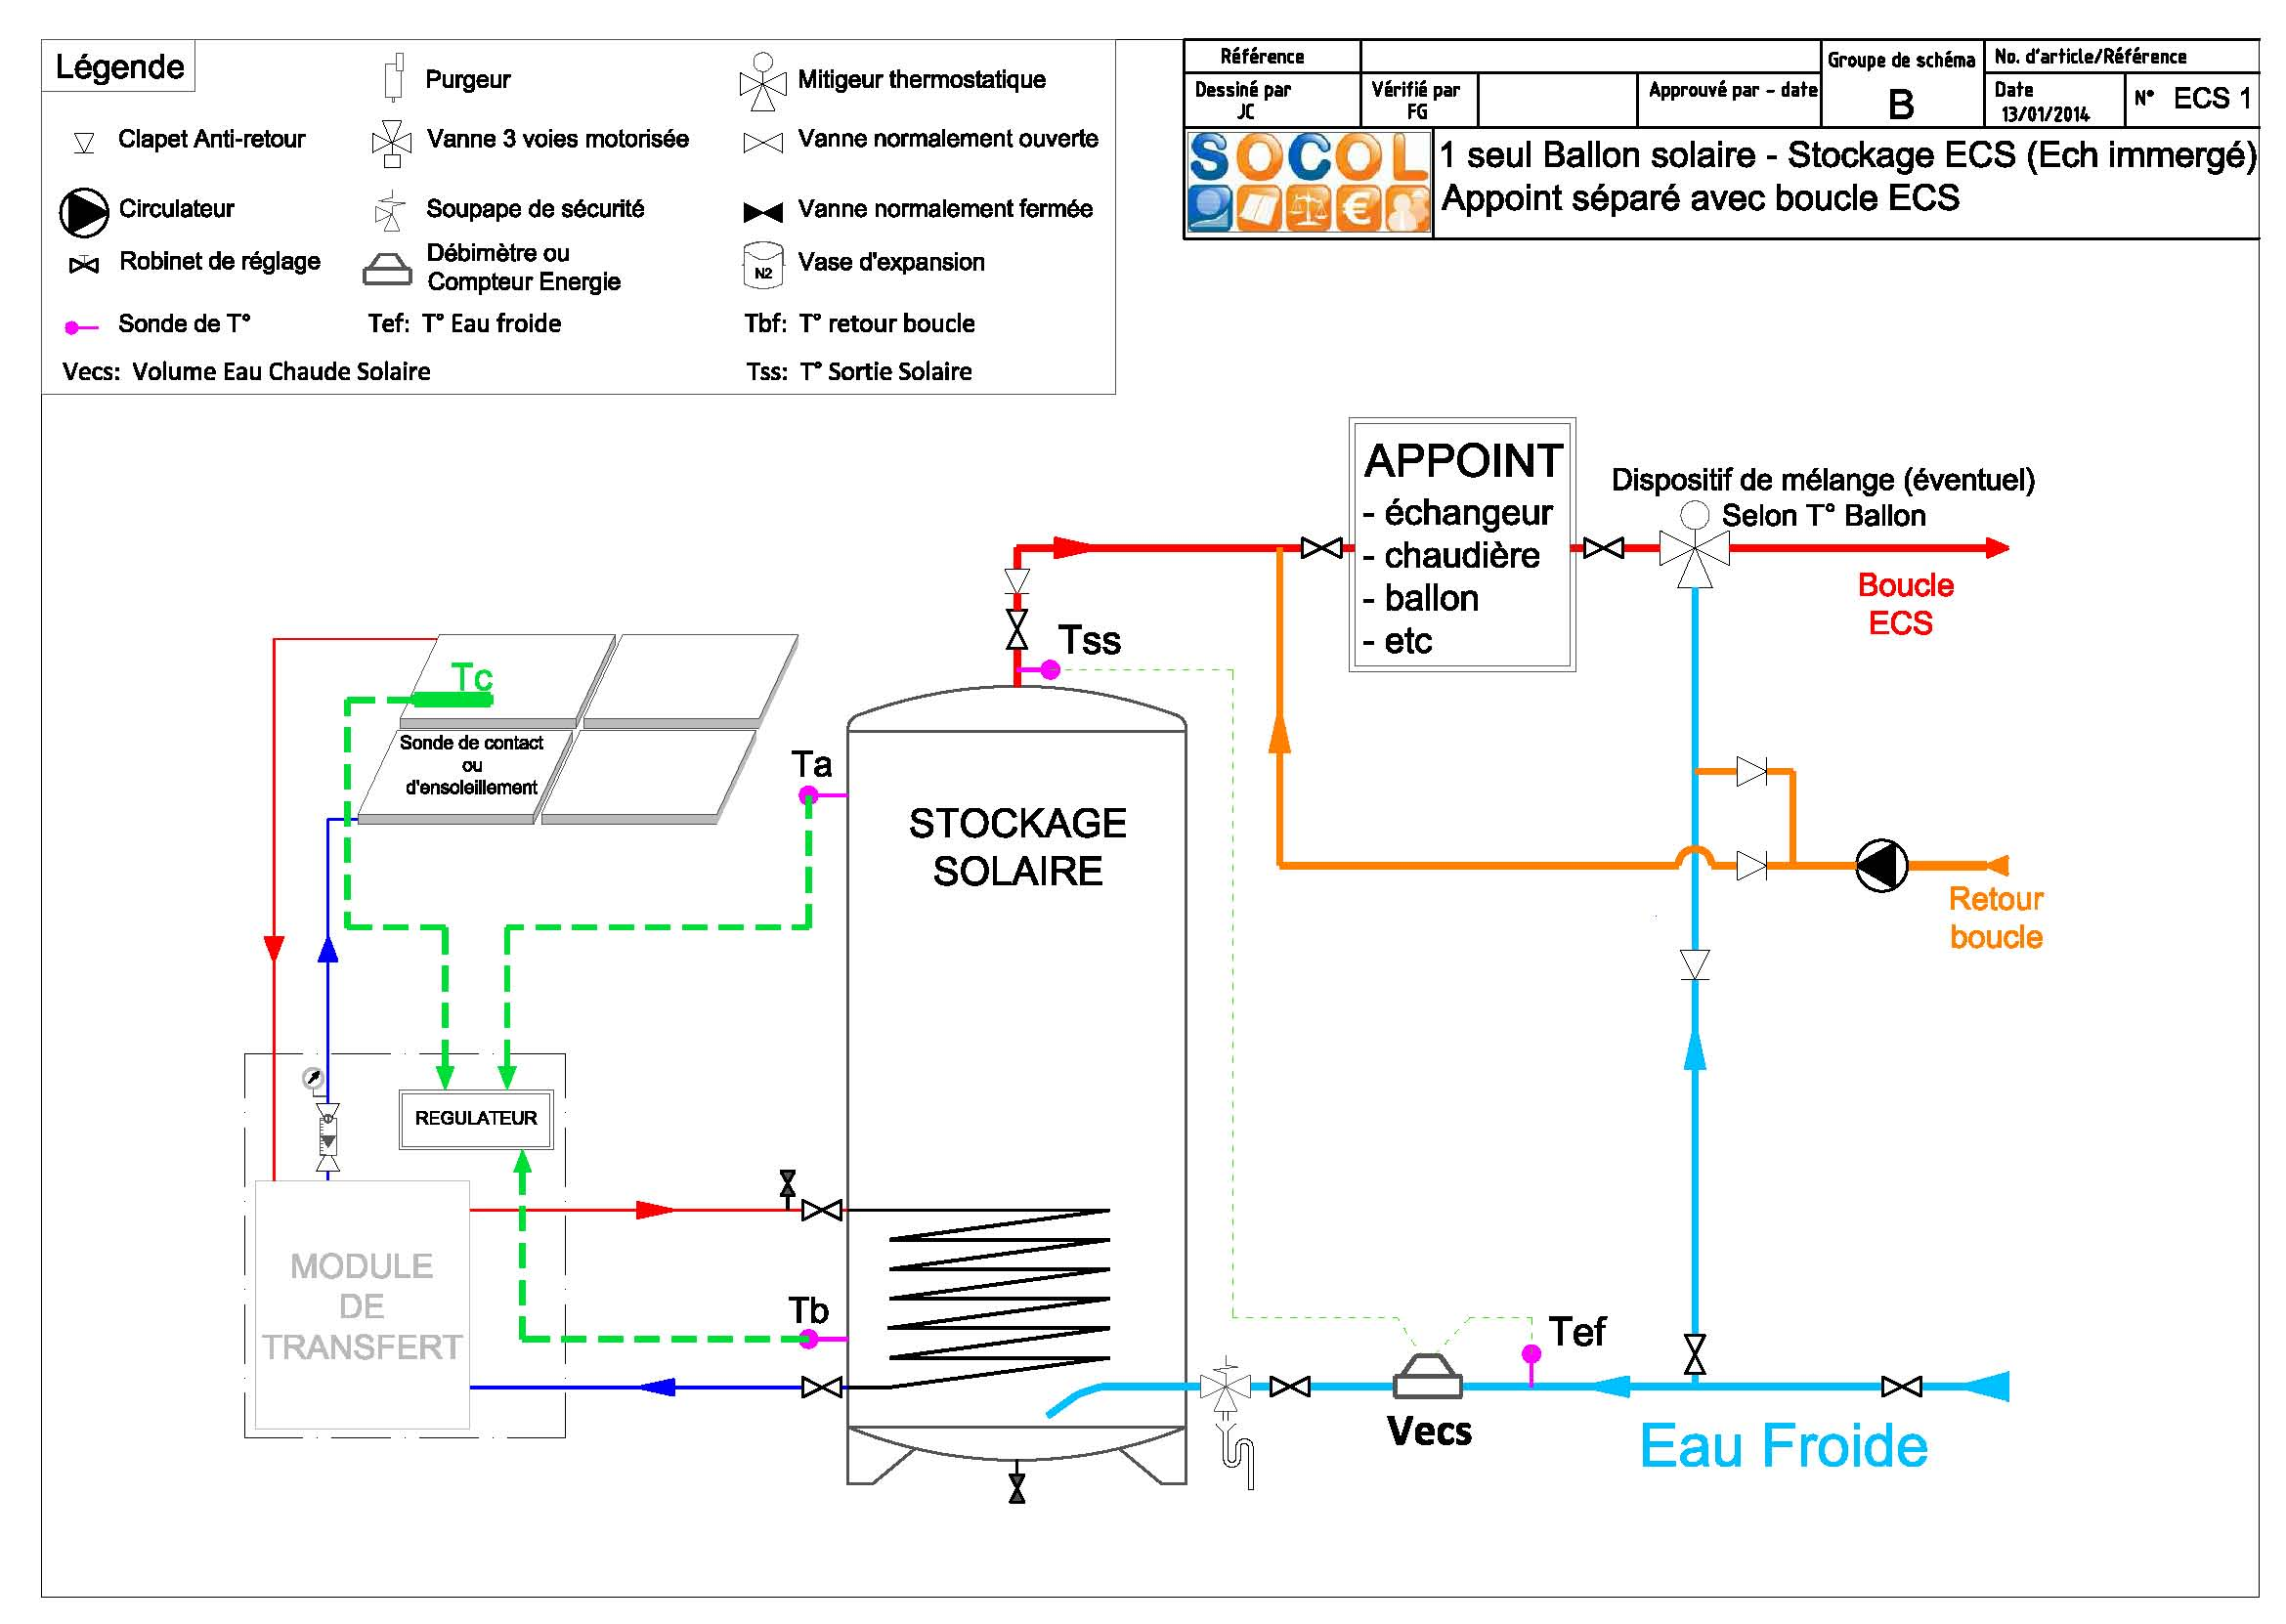 Légende
Purgeur
Mitigeur thermostatique
Clapet Anti-retour
Vanne 3 voies motorisée
Vanne normalement ouverte
Circulateur
Soupape de sécurité
Vanne normalement fermée
Robinet de réglage
Débimètre ou
Compteur Energie
N2
Vase d'expansion
Sonde de T°
Tef: T° Eau froide
Tbf: T° retour boucle
Vecs: Volume Eau Chaude Solaire
Tss: T° Sortie Solaire
Référence
Groupe de schéma
B
No. d'article/Référence
Dessiné par
JC
Vérifié par
FG
Approuvé par - date
Date
13/01/2014
N° ECS 1
SOCOL
€
1 seul Ballon solaire - Stockage ECS (Ech immergé)
Appoint séparé avec boucle ECS
APPOINT
- échangeur
- chaudière
- ballon
- etc
Dispositif de mélange (éventuel)
Selon T° Ballon
Boucle
ECS
Tss
Tc
Sonde de contact
ou
d'ensoleillement
Ta
STOCKAGE
SOLAIRE
Retour
boucle
REGULATEUR
MODULE
DE
TRANSFERT
Tb
Tef
Vecs
Eau Froide